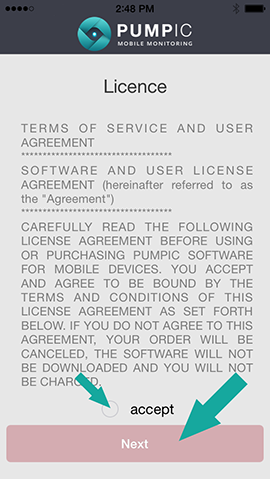 2:48 PM
PUMPIC
MOBILE MONITORING
Licence
TERMS OF SERVICE AND USER
AGREEMENT
***********************************
SOFTWARE AND USER LICENSE
AGREEMENT (hereinafter referred to as
the "Agreement")
***********************************
CAREFULLY READ THE FOLLOWING
LICENSE AGREEMENT BEFORE USING
OR PURCHASING PUMPIC SOFTWARE
FOR MOBILE DEVICES. YOU ACCEPT
AND AGREE TO BE BOUND BY THE
TERMS AND CONDITIONS OF THIS
LICENSE AGREEMENT AS SET FORTH
BELOW. IF YOU DO NOT AGREE TO THIS
AGREEMENT, YOUR ORDER WILL BE
CANCELED, THE SOFTWARE WILL NOT
BE DOWNLOADED AND YOU WILL NOT
BE CHARGED.
accept
Next